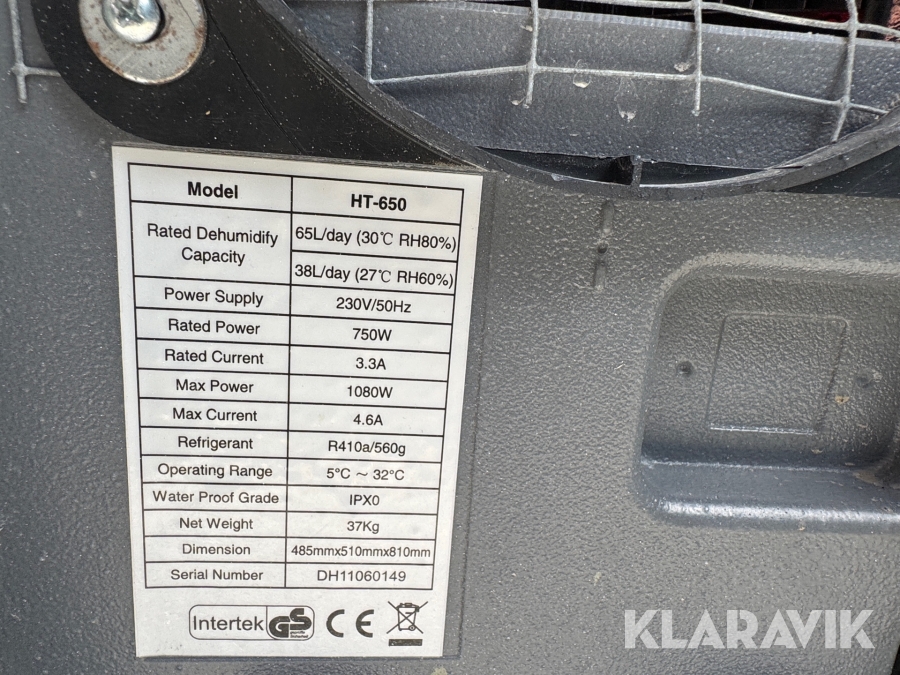 Model HT-650
Rated Dehumidify Capacity 65L/day (30℃ RH80%)
38L/day (27℃ RH60%)
Power Supply 230V/50Hz
Rated Power 750W
Rated Current 3.3A
Max Power 1080W
Max Current 4.6A
Refrigerant R410a/560g
Operating Range 5°C ~ 32°C
Water Proof Grade IPX0
Net Weight 37Kg
Dimension 485mmx510mmx810mm
Serial Number DH11060149
Intertek GS geprüfte Sicherheit CE
KLARAVIK